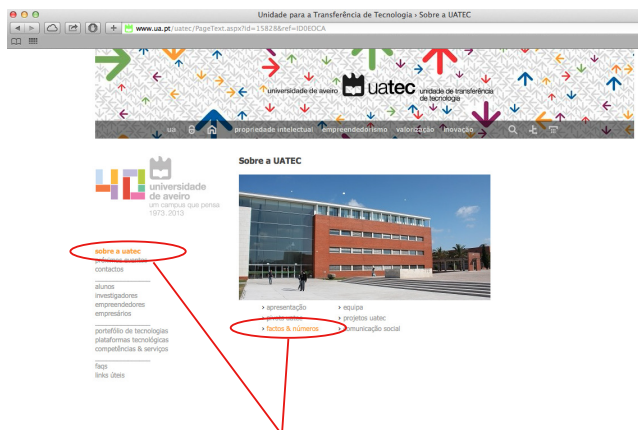 Unidade para a Transferência de Tecnologia › Sobre a UATEC
www.ua.pt/uatec/PageText.aspx?id=15828&ref=ID0EOCA
universidade de aveiro uatec unidade de transferência
de tecnologia
ua propriedade intelectual empreendedorismo valorização inovação
universidade
de aveiro
um campus que pensa
1973. 2013
Sobre a UATEC
sobre a uatec
próximos eventos
contactos
alunos
investigadores
empreendedores
empresários
portefólio de tecnologias
plataformas tecnológicas
competências & serviços
faqs
links úteis
› apresentação
› equipa
› projetos uatec
› factos & números
› comunicação social